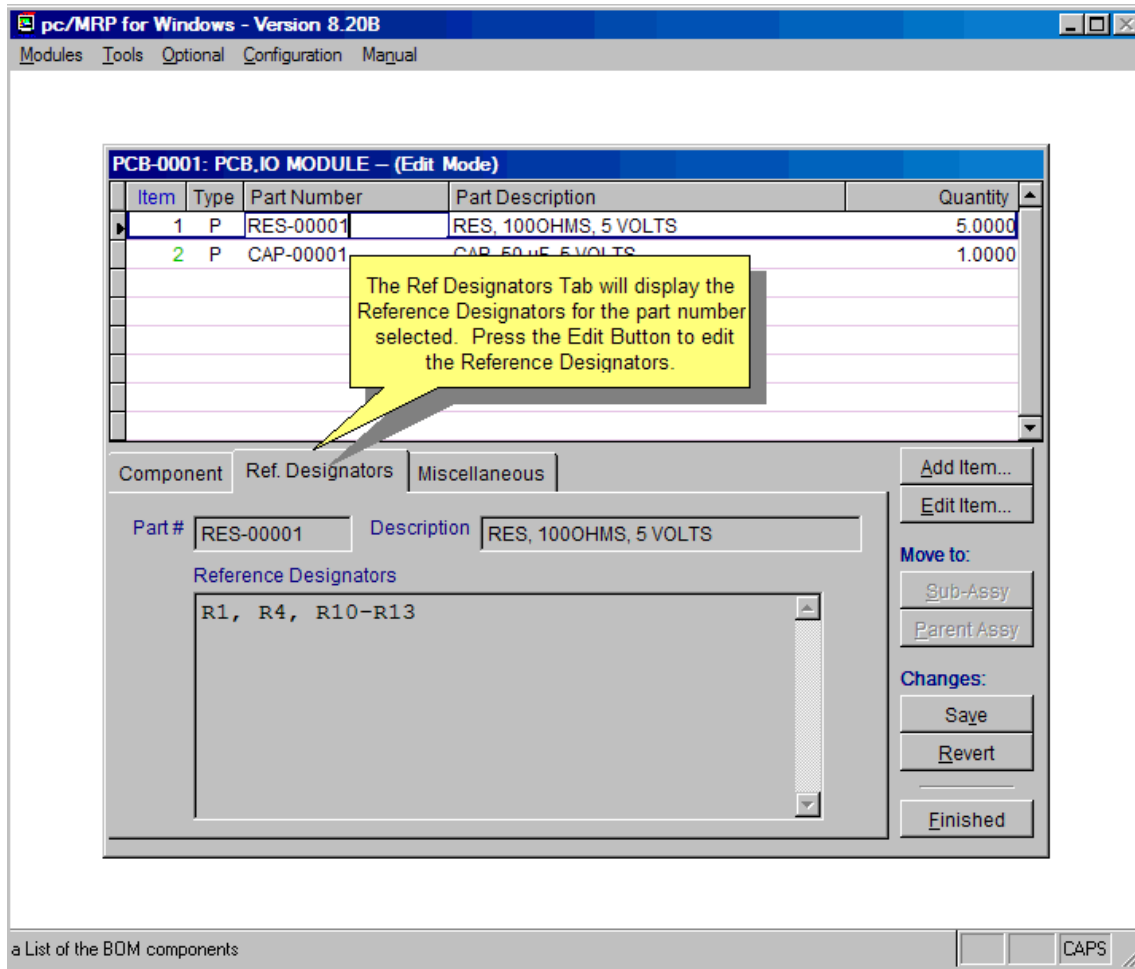 pc/MRP for Windows - Version 8.20B
Modules Tools Optional Configuration Manual
PCB-0001: PCB,IO MODULE – (Edit Mode)
Item Type Part Number Part Description Quantity
1 P RES-00001 RES, 100OHMS, 5 VOLTS 5.0000
2 P CAP-00001 CAP, 50 uF, 5 VOLTS 1.0000
The Ref Designators Tab will display the
Reference Designators for the part number
selected. Press the Edit Button to edit
the Reference Designators.
Component Ref. Designators Miscellaneous
Add Item...
Edit Item...
Part # RES-00001 Description RES, 100OHMS, 5 VOLTS
Move to:
Reference Designators
Sub-Assy
R1, R4, R10-R13
Parent Assy
Changes:
Save
Revert
Finished
a List of the BOM components CAPS